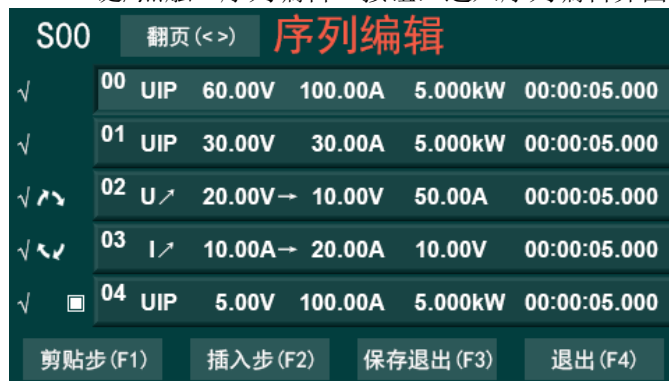 S00 翻页(<>) 序列编辑
√ 00 UIP 60.00V 100.00A 5.000kW 00:00:05.000
√ 01 UIP 30.00V 30.00A 5.000kW 00:00:05.000
√ 02 U↗ 20.00V→ 10.00V 50.00A 00:00:05.000
√ 03 I↗ 10.00A→ 20.00A 10.00V 00:00:05.000
√ 04 UIP 5.00V 100.00A 5.000kW 00:00:05.000
剪贴步(F1) 插入步(F2) 保存退出(F3) 退出(F4)